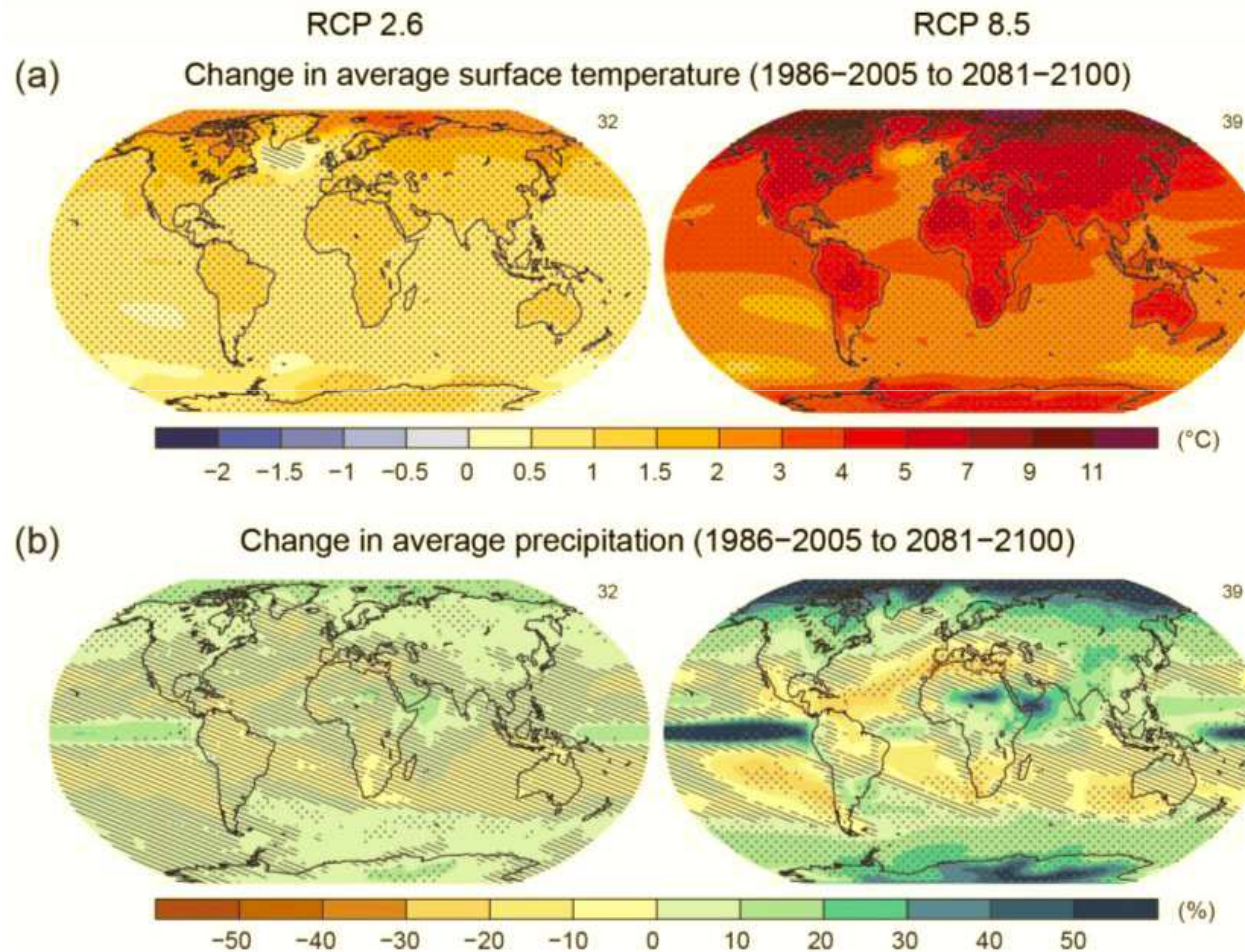 RCP 2.6 RCP 8.5
(a) Change in average surface temperature (1986−2005 to 2081−2100)
32 39
(°C)
−2 −1.5 −1 −0.5 0 0.5 1 1.5 2 3 4 5 7 9 11
(b) Change in average precipitation (1986−2005 to 2081−2100)
32 39
(%)
−50 −40 −30 −20 −10 0 10 20 30 40 50